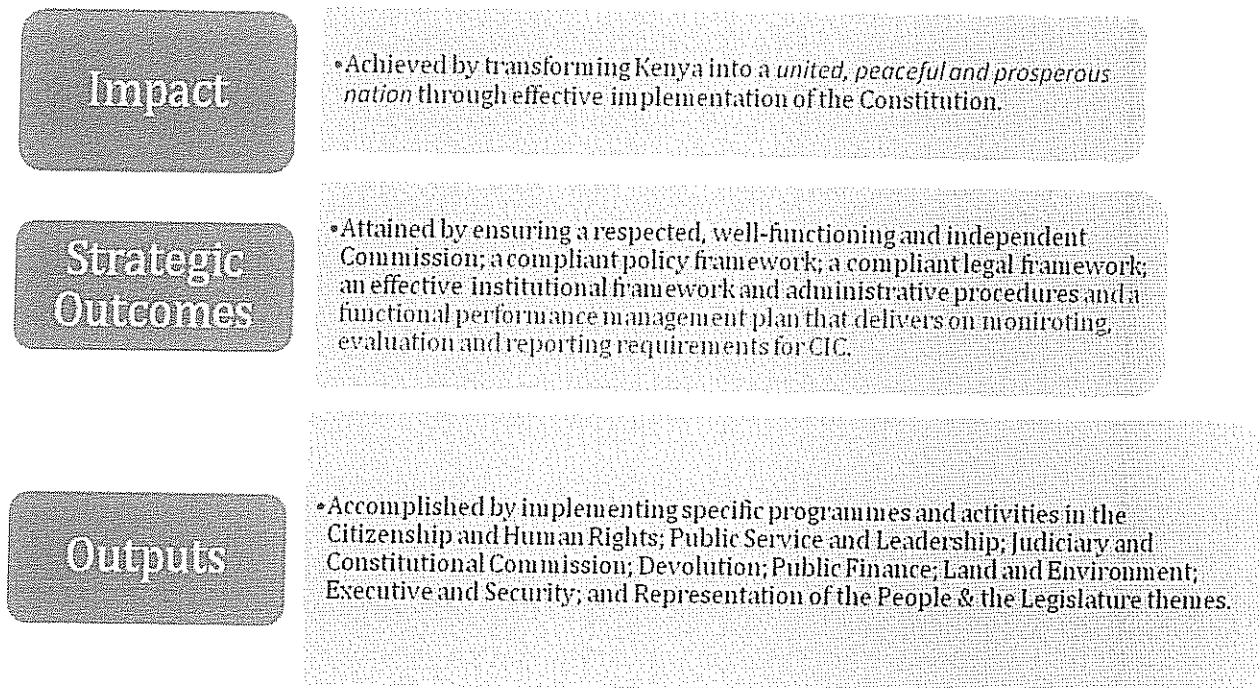 Impact
•Achieved by transforming Kenya into a united, peaceful and prosperous
nation through effective implementation of the Constitution.
Strategic
Outcomes
•Attained by ensuring a respected, well-functioning and independent
Commission; a compliant policy framework; a compliant legal framework;
an effective institutional framework and administrative procedures and a
functional performance management plan that delivers on moniroting,
evaluation and reporting requirements for CIC.
Outputs
•Accomplished by implementing specific programmes and activities in the
Citizenship and Human Rights; Public Service and Leadership; Judiciary and
Constitutional Commission; Devolution; Public Finance; Land and Environment;
Executive and Security; and Representation of the People & the Legislature themes.